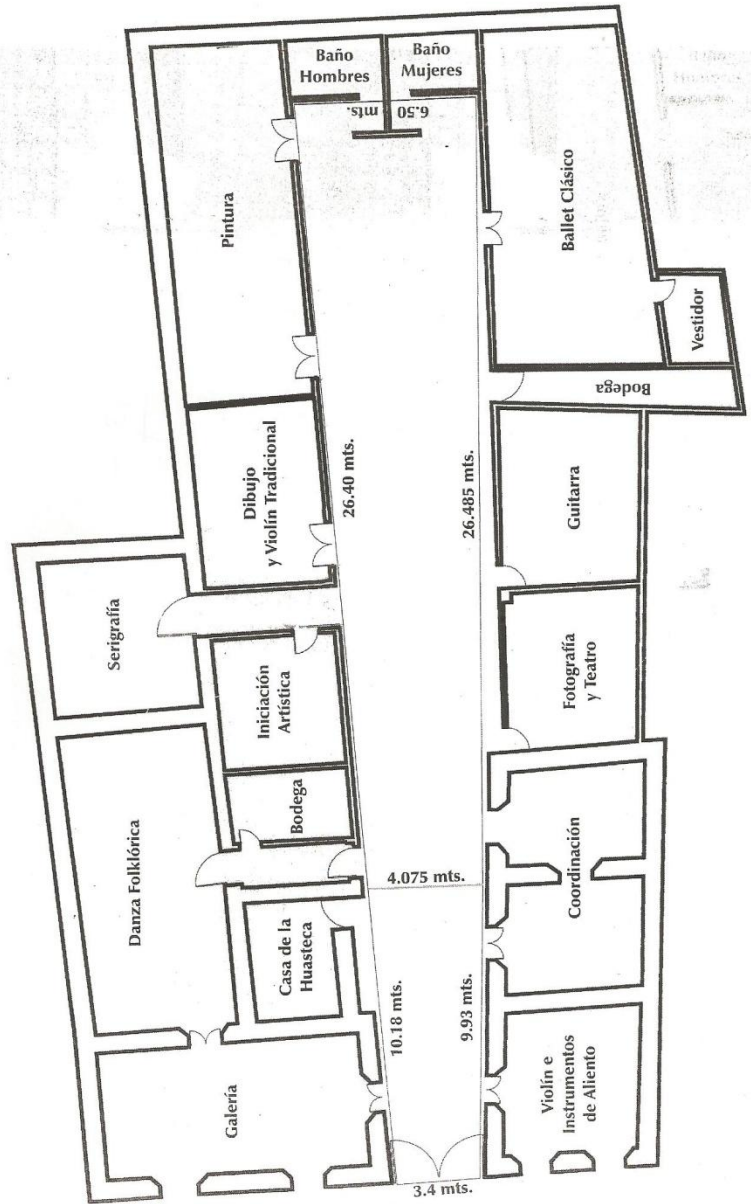 Baño
Hombres
Baño
Mujeres
6.50
mts.
Pintura
Ballet Clásico
Vestidor
Bodega
Dibujo
y Violín Tradicional
26.40 mts.
26.485 mts.
Guitarra
Serigrafía
Iniciación
Artística
Fotografía
y Teatro
Danza Folklórica
Bodega
Coordinación
4.075 mts.
Casa de la
Huasteca
10.18 mts.
9.93 mts.
Galería
Violín e
Instrumentos
de Aliento
3.4 mts.